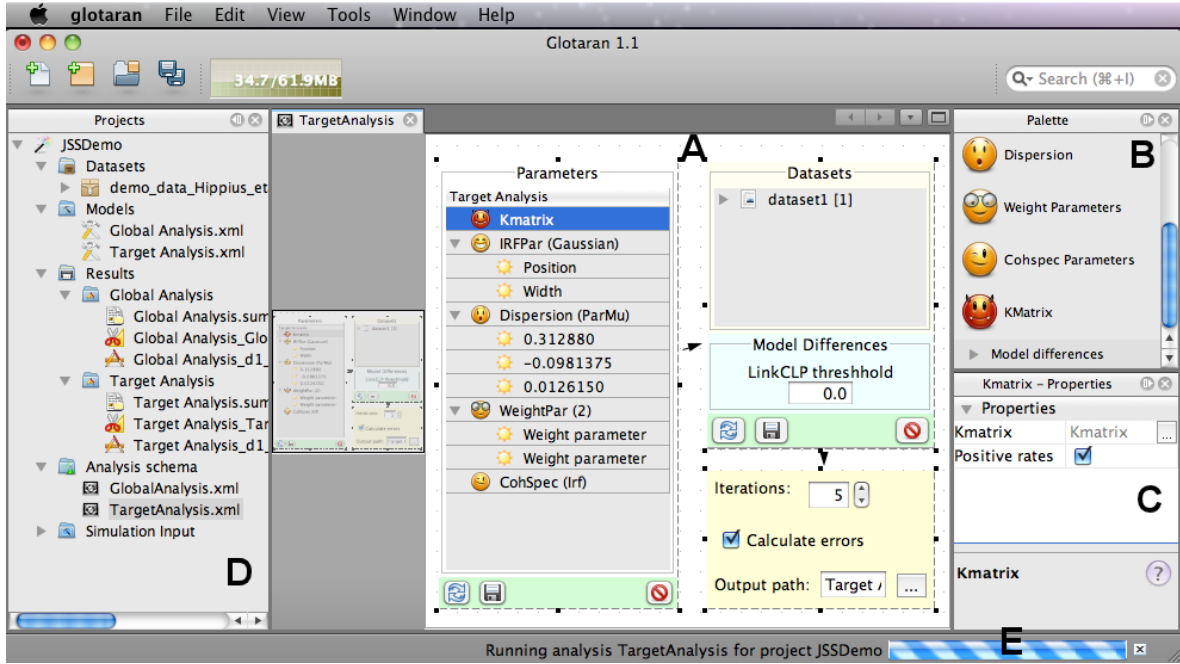 glotaran File Edit View Tools Window Help
Glotaran 1.1
34.7/61.9MB
Search (⌘+I)
Projects
JSSDemo
Datasets
demo_data_Hippius_et
Models
Global Analysis.xml
Target Analysis.xml
Results
Global Analysis
Global Analysis.sum
Global Analysis_Glo
Global Analysis_d1_
Target Analysis
Target Analysis.sum
Target Analysis_Tar
Target Analysis_d1_
Analysis schema
GlobalAnalysis.xml
TargetAnalysis.xml
Simulation Input
D
TargetAnalysis
A
Parameters
Target Analysis
Kmatrix
IRFPar (Gaussian)
Position
Width
Dispersion (ParMu)
0.312880
-0.0981375
0.0126150
WeightPar (2)
Weight parameter
Weight parameter
CohSpec (Irf)
Datasets
dataset1 [1]
Model Differences
LinkCLP threshhold
0.0
Iterations: 5
Calculate errors
Output path: Target A ...
Palette
B
Dispersion
Weight Parameters
Cohspec Parameters
KMatrix
Model differences
Kmatrix - Properties
Properties
Kmatrix Kmatrix ...
Positive rates
C
Kmatrix
?
Running analysis TargetAnalysis for project JSSDemo
E